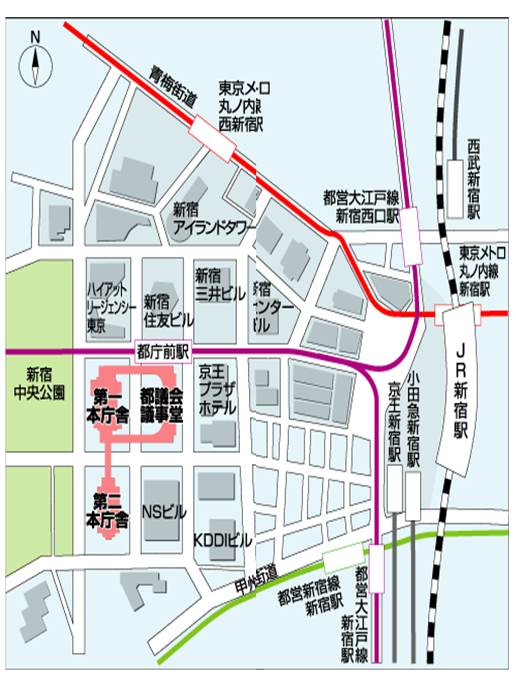 N
青梅街道
東京メトロ
丸ノ内線
西新宿駅
西武新宿駅
都営大江戸線
新宿西口駅
新宿
アイランドタワー
東京メトロ
丸ノ内線
新宿駅
ハイアット
リージェンシー
東京
新宿
住友ビル
新宿
三井ビル
都庁前駅
JR新宿駅
新宿
中央公園
第一
本庁舎
都議会
議事堂
京王
プラザ
ホテル
京王新宿駅
小田急新宿駅
第二
本庁舎
NSビル
KDDIビル
甲州街道
都営新宿線
新宿駅
都営大江戸線
新宿駅